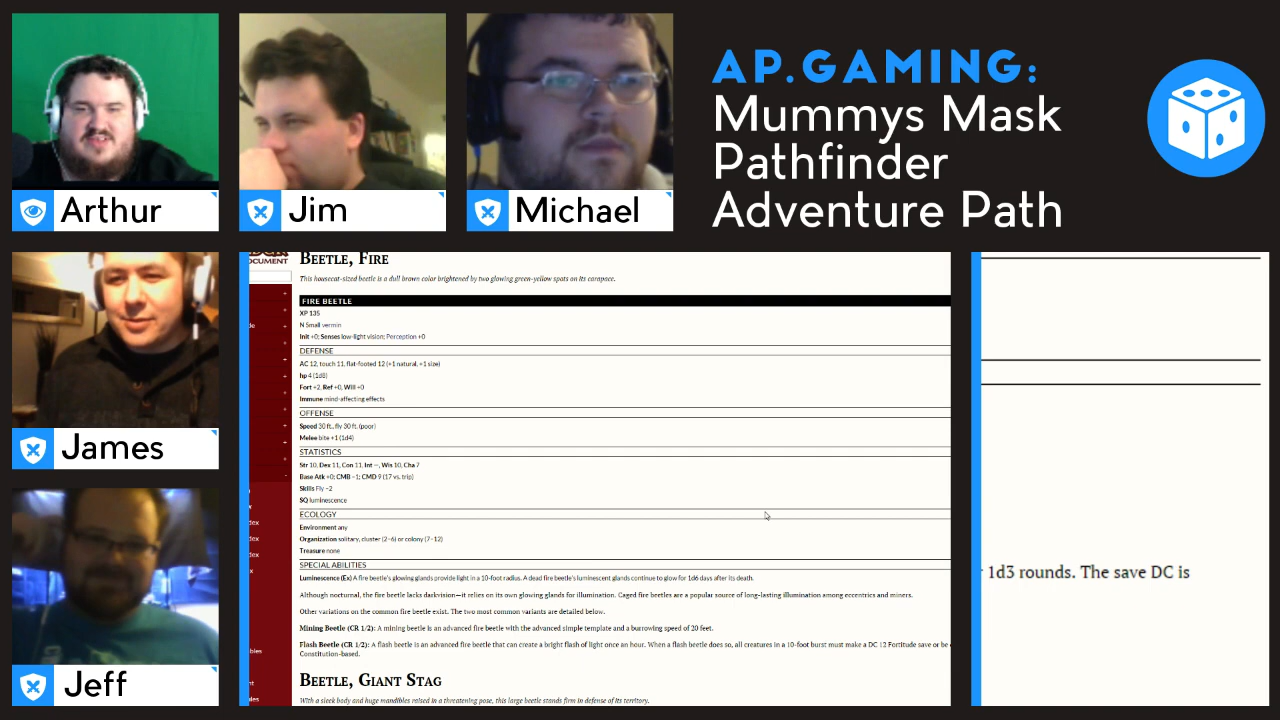 AP.GAMING:
Mummys Mask
Pathfinder
Adventure Path
Arthur
Jim
Michael
James
Jeff
OCUMENT
BEETLE, FIRE
This housecat-sized beetle is a dull brown color brightened by two glowing green-yellow spots on its carapace.
FIRE BEETLE
XP 135
N Small vermin
Init +0; Senses low-light vision; Perception +0
DEFENSE
AC 12, touch 11, flat-footed 12 (+1 natural, +1 size)
hp 4 (1d8)
Fort +2, Ref +0, Will +0
Immune mind-affecting effects
OFFENSE
Speed 30 ft., fly 30 ft. (poor)
Melee bite +1 (1d4)
STATISTICS
Str 10, Dex 11, Con 11, Int —, Wis 10, Cha 7
Base Atk +0; CMB –1; CMD 9 (17 vs. trip)
Skills Fly –2
SQ luminescence
ECOLOGY
Environment any
Organization solitary, cluster (2–6) or colony (7–12)
Treasure none
SPECIAL ABILITIES
Luminescence (Ex) A fire beetle's glowing glands provide light in a 10-foot radius. A dead fire beetle's luminescent glands continue to glow for 1d6 days after its death.
Although nocturnal, the fire beetle lacks darkvision—it relies on its own glowing glands for illumination. Caged fire beetles are a popular source of long-lasting illumination among eccentrics and miners.
Other variations on the common fire beetle exist. The two most common variants are detailed below.
Mining Beetle (CR 1/2): A mining beetle is an advanced fire beetle with the advanced simple template and a burrowing speed of 20 feet.
Flash Beetle (CR 1/2): A flash beetle is an advanced fire beetle that can create a bright flash of light once an hour. When a flash beetle does so, all creatures in a 10-foot burst must make a DC 12 Fortitude save or be
Constitution-based.
BEETLE, GIANT STAG
With a sleek body and huge mandibles raised in a threatening pose, this large beetle stands firm in defense of its territory.
1d3 rounds. The save DC is